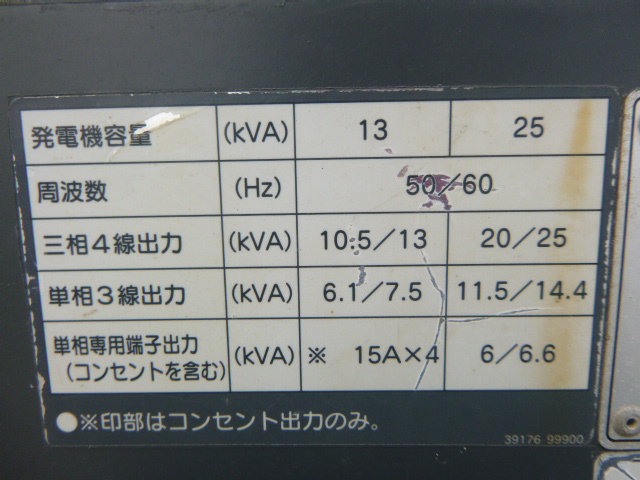 発電機容量 (kVA) 13 25
周波数 (Hz) 50/60
三相4線出力 (kVA) 10.5/13 20/25
単相3線出力 (kVA) 6.1/7.5 11.5/14.4
単相専用端子出力
(コンセントを含む) (kVA) ※ 15A×4 6/6.6
●※印部はコンセント出力のみ。
39176 99900